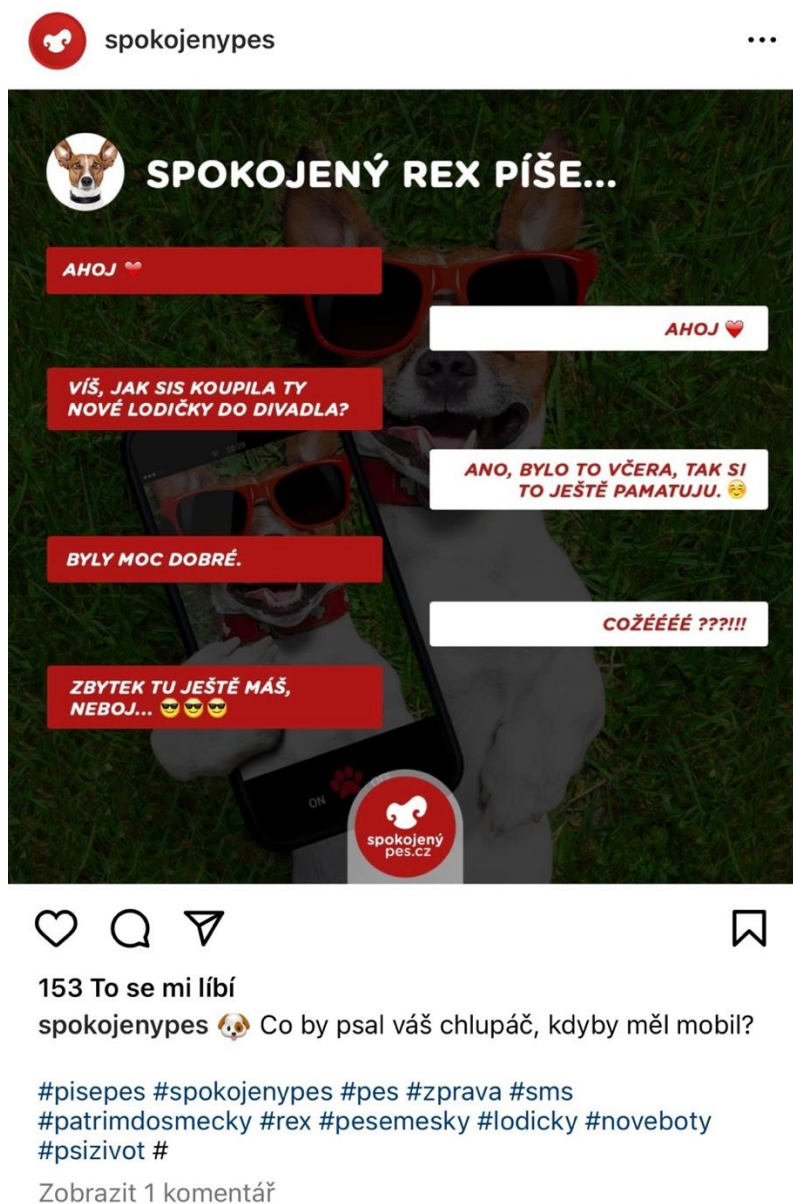 spokojenypes
SPOKOJENÝ REX PÍŠE...
AHOJ ❤️
AHOJ ❤️
VÍŠ, JAK SIS KOUPILA TY
NOVÉ LODIČKY DO DIVADLA?
ANO, BYLO TO VČERA, TAK SI
TO JEŠTĚ PAMATUJU. ☺️
BYLY MOC DOBRÉ.
COŽÉÉÉÉ ???!!!
ZBYTEK TU JEŠTĚ MÁŠ,
NEBOJ... 😎😎😎
ON
spokojený
pes.cz
153 To se mi líbí
spokojenypes 🐶 Co by psal váš chlupáč, kdyby měl mobil?
#pisepes #spokojenypes #pes #zprava #sms
#patrimdosmecky #rex #pesemesky #lodicky #noveboty
#psizivot #
Zobrazit 1 komentář